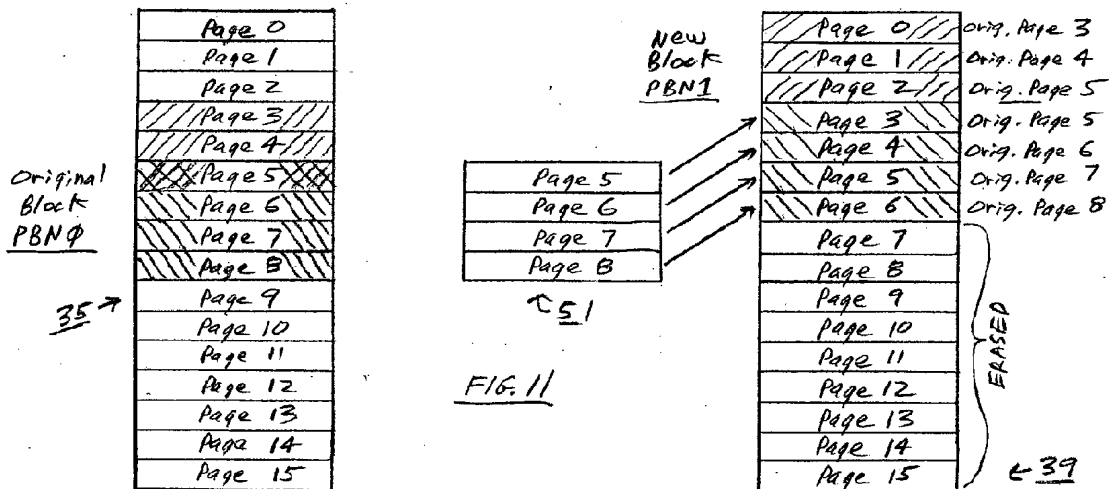 Original
Block
PBNØ
Page 0
Page 1
Page 2
Page 3
Page 4
Page 5
Page 6
Page 7
Page 8
Page 9
Page 10
Page 11
Page 12
Page 13
Page 14
Page 15
35
Page 5
Page 6
Page 7
Page 8
51
FIG. 11
New
Block
PBN1
Page 0 Orig. Page 3
Page 1 Orig. Page 4
Page 2 Orig. Page 5
Page 3 Orig. Page 5
Page 4 Orig. Page 6
Page 5 Orig. Page 7
Page 6 Orig. Page 8
Page 7
Page 8
Page 9
Page 10
Page 11
Page 12
Page 13
Page 14
Page 15
ERASED
39